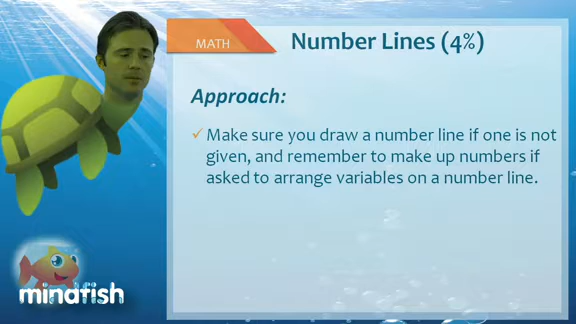 MATH
Number Lines (4%)
Approach:
✓ Make sure you draw a number line if one is not
given, and remember to make up numbers if
asked to arrange variables on a number line.
mindfish